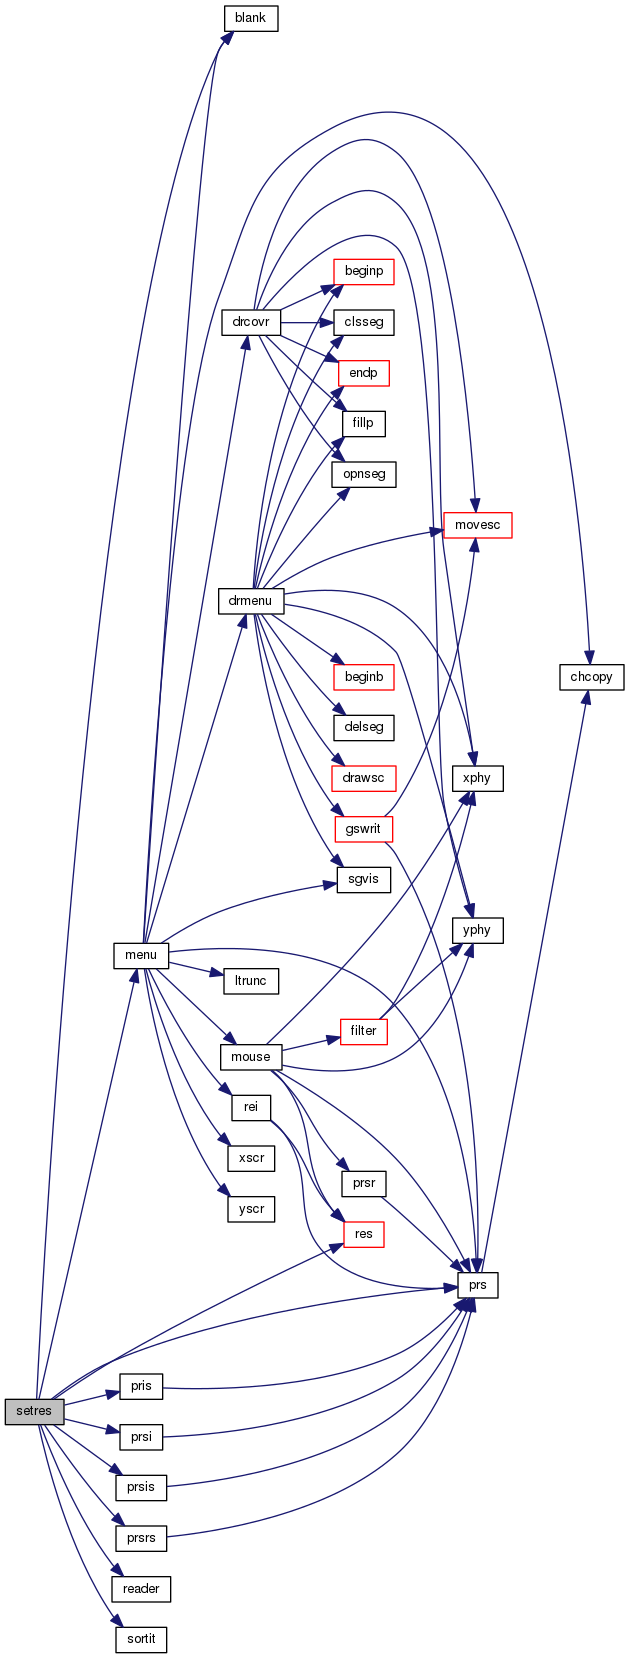 blank
beginp
drcovr
clsseg
endp
fillp
opnseg
movesc
drmenu
beginb
chcopy
delseg
drawsc
xphy
gswrit
sgvis
yphy
menu
ltrunc
filter
mouse
rei
xscr
prsr
yscr
res
prs
pris
setres
prsi
prsis
prsrs
reader
sortit